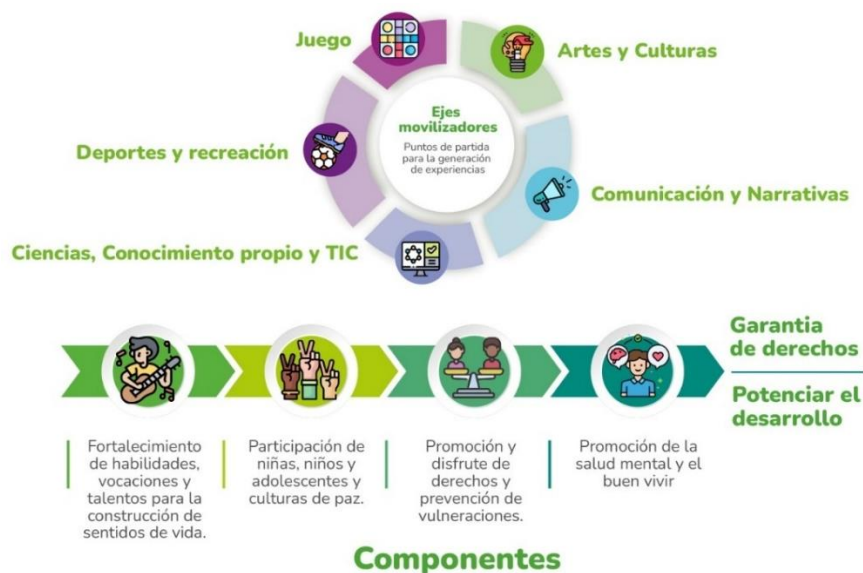 Juego
Artes y Culturas
Ejes
movilizadores
Puntos de partida
para la generación
de experiencias
Deportes y recreación
Comunicación y Narrativas
Ciencias, Conocimiento propio y TIC
Garantia
de derechos
Potenciar el
desarrollo
Fortalecimiento
de habilidades,
vocaciones y
talentos para la
construcción de
sentidos de vida.
Participación de
niñas, niños y
adolescentes y
culturas de paz.
Promoción y
disfrute de
derechos y
prevención de
vulneraciones.
Promoción de la
salud mental y el
buen vivir
Componentes